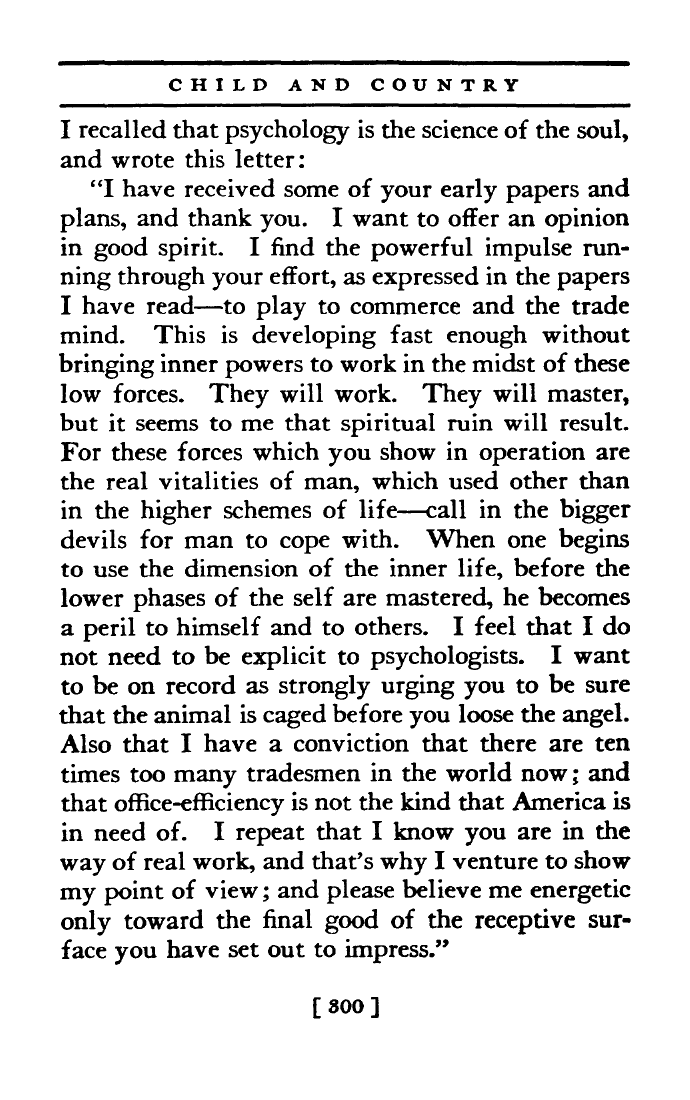 CHILD AND COUNTRY
I recalled that psychology is the science of the soul,
and wrote this letter:
“I have received some of your early papers and
plans, and thank you. I want to offer an opinion
in good spirit. I find the powerful impulse run-
ning through your effort, as expressed in the papers
I have read—to play to commerce and the trade
mind. This is developing fast enough without
bringing inner powers to work in the midst of these
low forces. They will work. They will master,
but it seems to me that spiritual ruin will result.
For these forces which you show in operation are
the real vitalities of man, which used other than
in the higher schemes of life—call in the bigger
devils for man to cope with. When one begins
to use the dimension of the inner life, before the
lower phases of the self are mastered, he becomes
a peril to himself and to others. I feel that I do
not need to be explicit to psychologists. I want
to be on record as strongly urging you to be sure
that the animal is caged before you loose the angel.
Also that I have a conviction that there are ten
times too many tradesmen in the world now; and
that office-efficiency is not the kind that America is
in need of. I repeat that I know you are in the
way of real work, and that’s why I venture to show
my point of view; and please believe me energetic
only toward the final good of the receptive sur-
face you have set out to impress.”
[ 300 ]